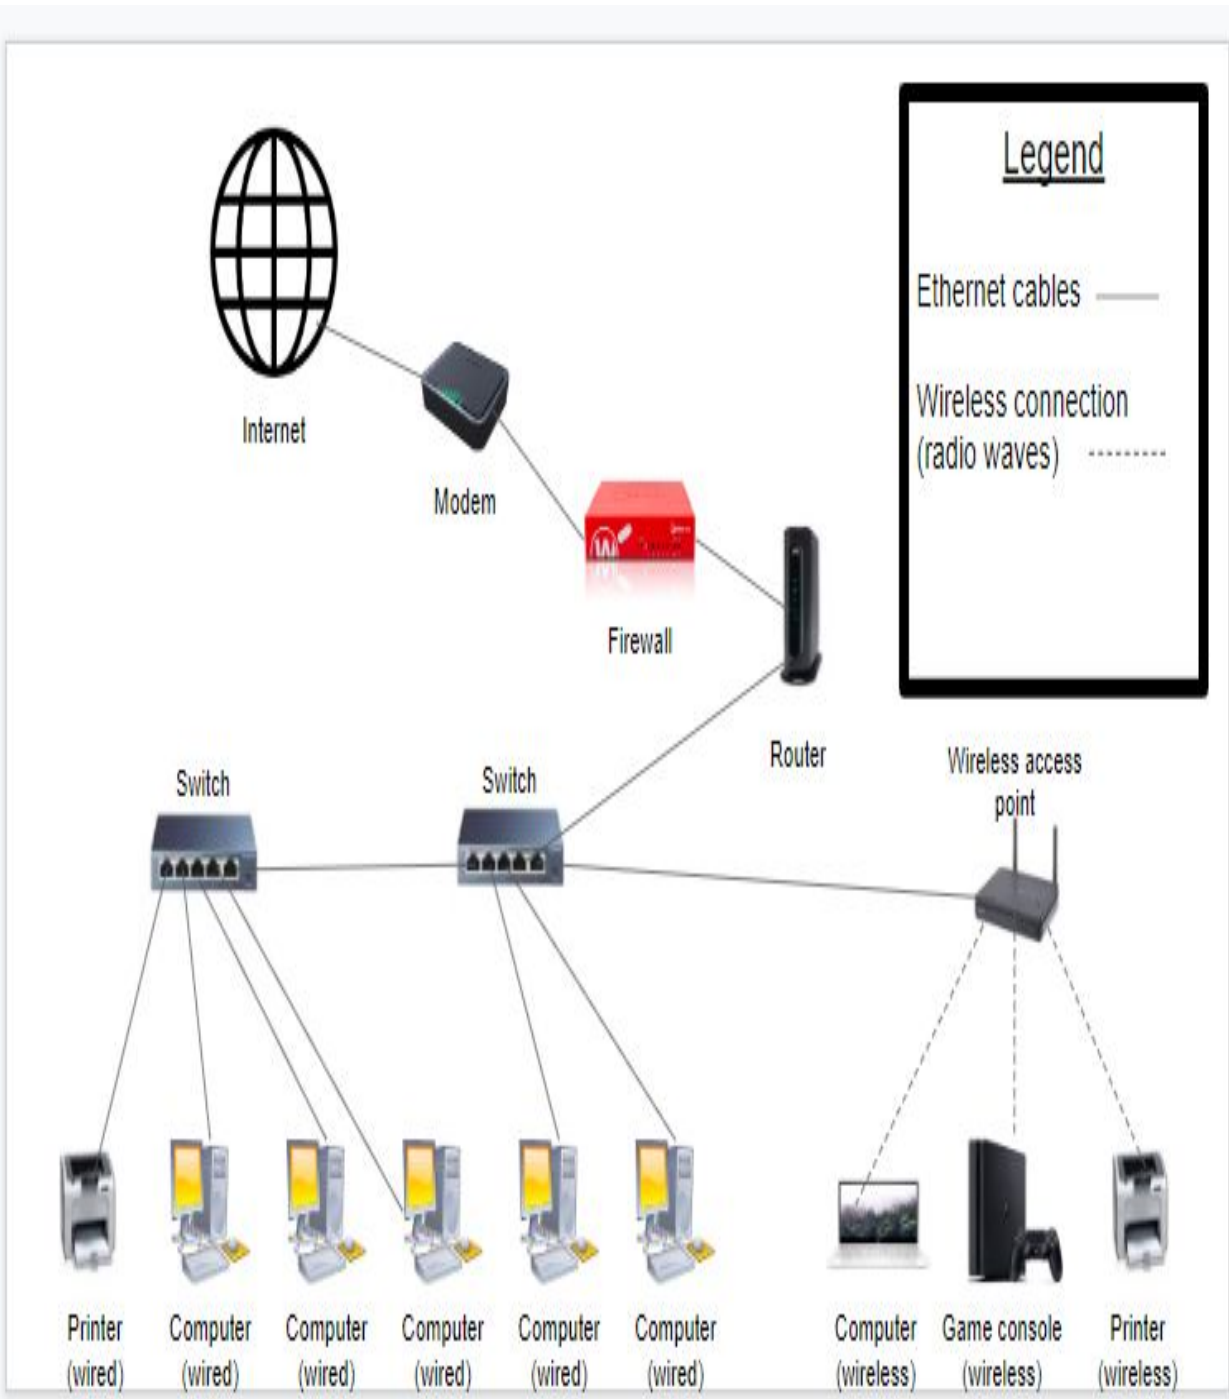 Legend
Ethernet cables
Wireless connection
(radio waves)
Internet
Modem
Firewall
Router
Wireless access
point
Switch
Switch
Printer
(wired)
Computer
(wired)
Computer
(wired)
Computer
(wired)
Computer
(wired)
Computer
(wired)
Computer
(wireless)
Game console
(wireless)
Printer
(wireless)